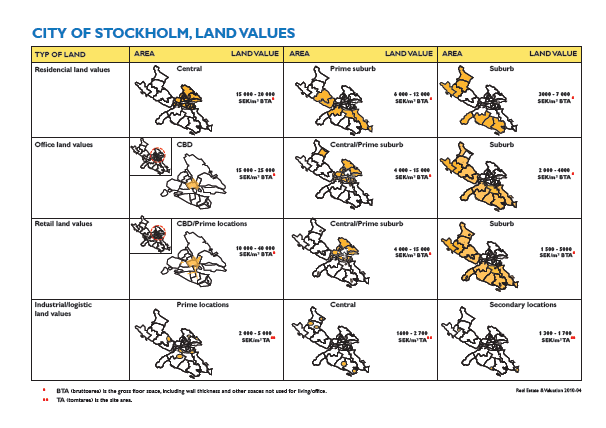 CITY OF STOCKHOLM, LAND VALUES
TYP OF LAND AREA LAND VALUE AREA LAND VALUE AREA LAND VALUE
Residencial land values Central Prime suburb Suburb
15 000 - 20 000 6 000 - 12 000 3000 - 7 000
SEK/m² BTA* SEK/m² BTA* SEK/m² BTA*
Office land values CBD Central/Prime suburb Suburb
15 000 - 25 000 4 000 - 15 000 2 000 - 4000
SEK/m² BTA* SEK/m² BTA* SEK/m² BTA*
Retail land values CBD/Prime locations Central/Prime suburb Suburb
10 000 - 40 000 4 000 - 15 000 1 500 - 5000
SEK/m² BTA* SEK/m² BTA* SEK/m² BTA*
Industrial/logistic Prime locations Central Secondary locations
land values
2 000 - 5 000 1600 - 2 700 1 200 - 1 700
SEK/m² TA** SEK/m² TA** SEK/m² TA**
* BTA (bruttoarea) is the gross floor space, including wall thickness and other spaces not used for living/office.
** TA (tomtarea) is the site area.
Real Estate & Valuation 2010-04